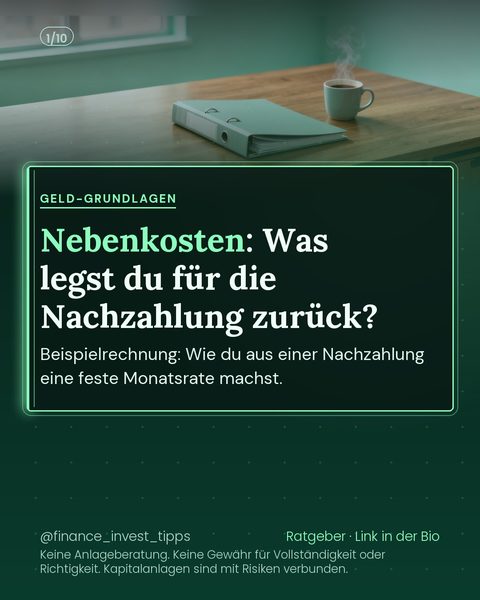 1/10
GELD-GRUNDLAGEN
Nebenkosten: Was
legst du für die
Nachzahlung zurück?
Beispielrechnung: Wie du aus einer Nachzahlung
eine feste Monatsrate machst.
@finance_invest_tipps
Ratgeber · Link in der Bio
Keine Anlageberatung. Keine Gewähr für Vollständigkeit oder
Richtigkeit. Kapitalanlagen sind mit Risiken verbunden.